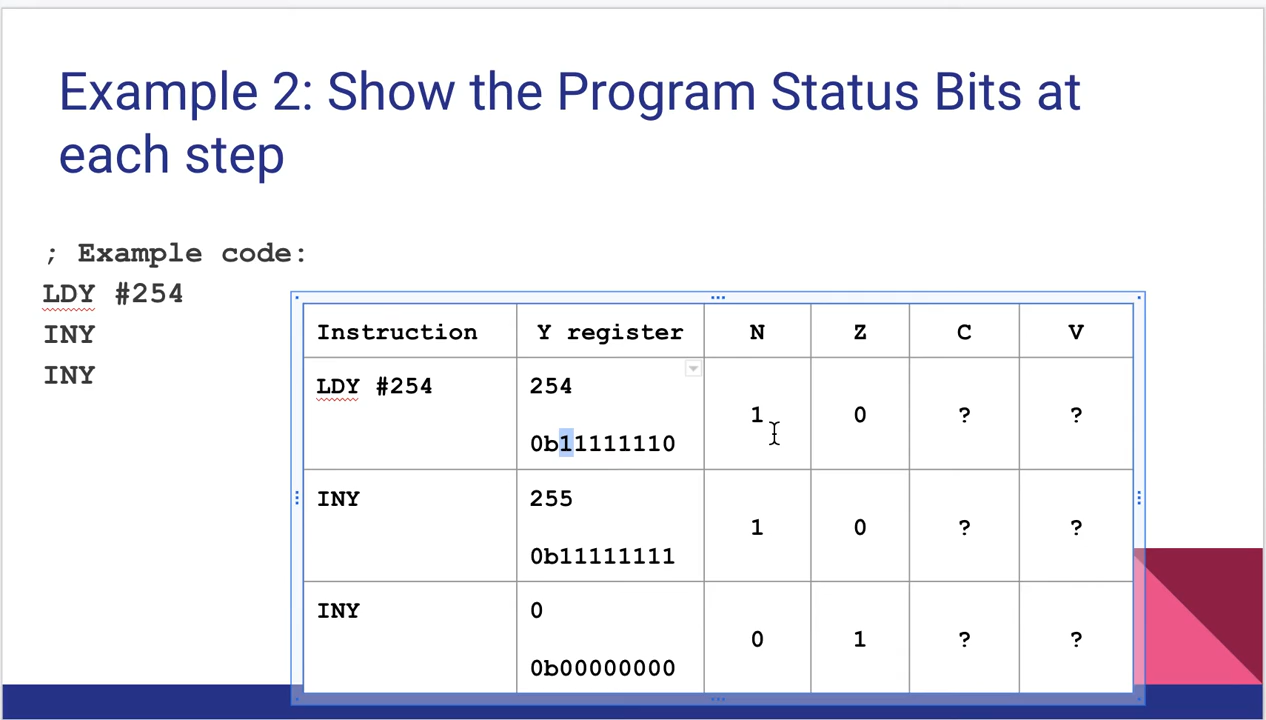 Example 2: Show the Program Status Bits at
each step
; Example code:
LDY #254
INY
INY
Instruction Y register N Z C V
LDY #254 254 1 0 ? ?
0b11111110
INY 255 1 0 ? ?
0b11111111
INY 0 0 1 ? ?
0b00000000